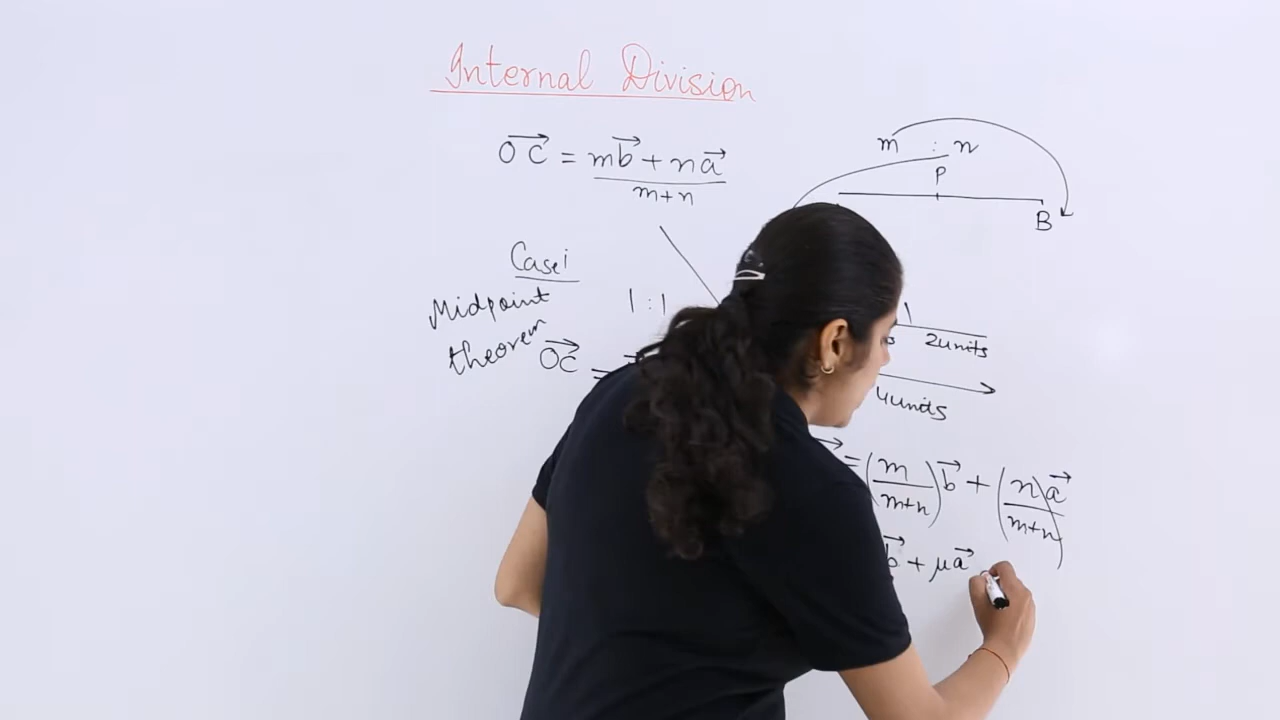 Internal Division
OC = mb + na
m+n
m : n
P
B
Case i
Midpoint
theorem
1 : 1
OC =
2units
4units
= (m/m+n) b + (n/m+n) a
b + μa